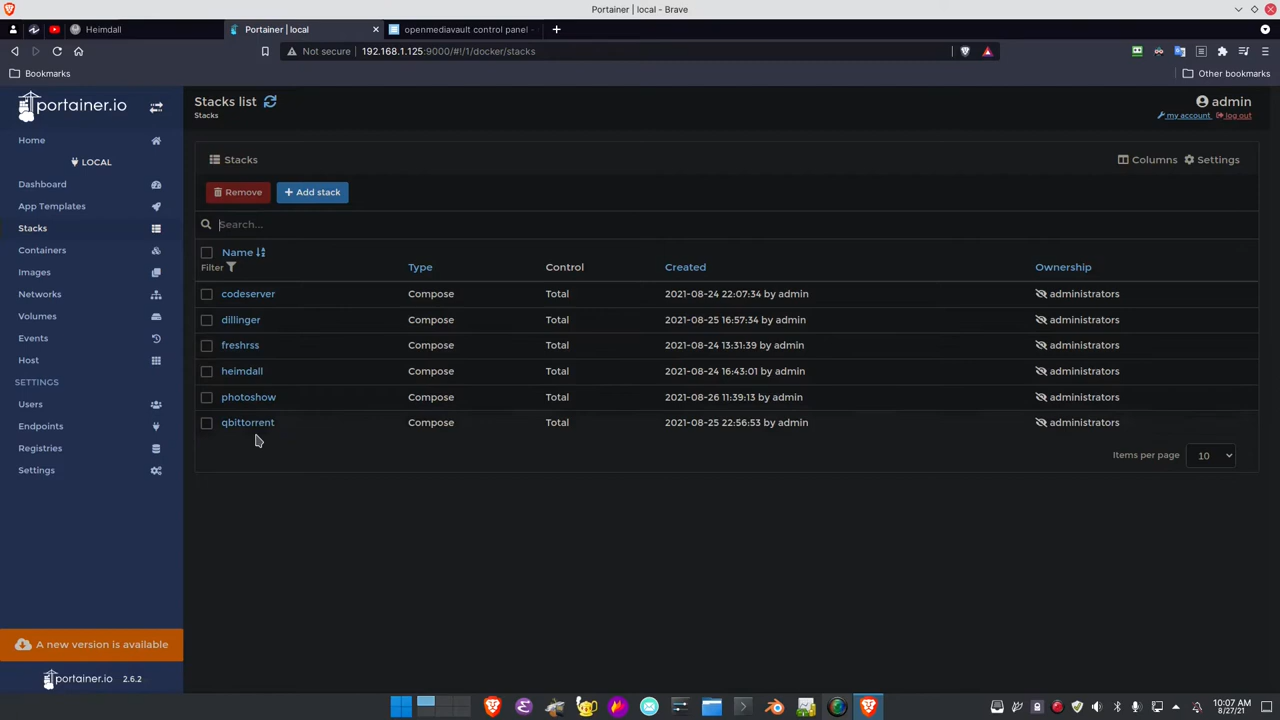 Portainer | local - Brave
Heimdall
Portainer | local
openmediavault control panel -
Not secure 192.168.1.125:9000/#!/1/docker/stacks
Bookmarks
Other bookmarks
portainer.io
Stacks list
Stacks
admin
my account log out
Home
LOCAL
Dashboard
App Templates
Stacks
Containers
Images
Networks
Volumes
Events
Host
SETTINGS
Users
Endpoints
Registries
Settings
A new version is available
portainer.io 2.6.2
Stacks
Columns Settings
Remove + Add stack
Search...
Name
Filter Type Control Created Ownership
codeserver Compose Total 2021-08-24 22:07:34 by admin administrators
dillinger Compose Total 2021-08-25 16:57:34 by admin administrators
freshrss Compose Total 2021-08-24 13:31:39 by admin administrators
heimdall Compose Total 2021-08-24 16:43:01 by admin administrators
photoshow Compose Total 2021-08-26 11:39:13 by admin administrators
qbittorrent Compose Total 2021-08-25 22:56:53 by admin administrators
Items per page 10
10:07 AM
8/27/21